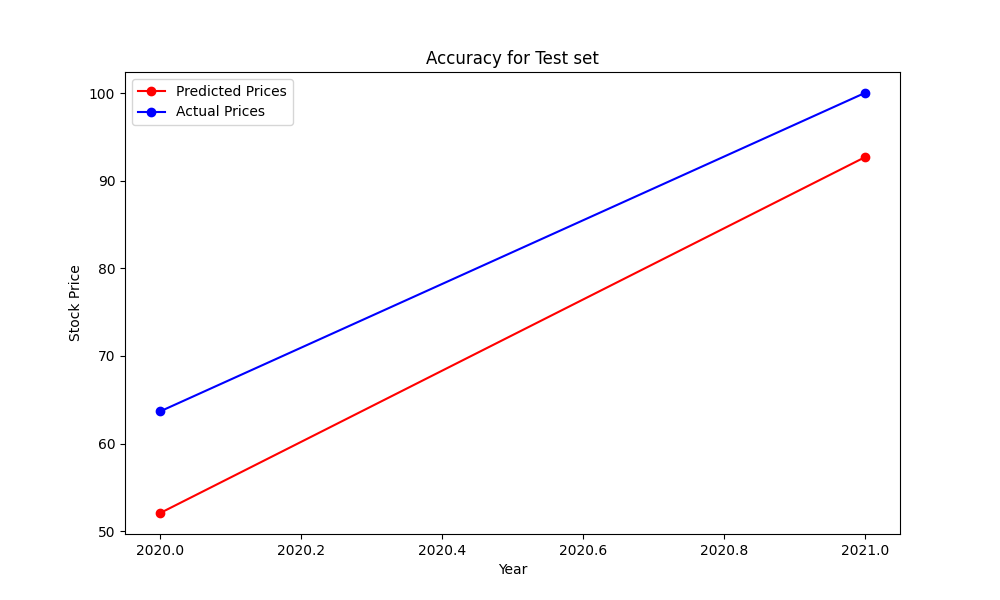 Accuracy for Test set
Predicted Prices
Actual Prices
Stock Price
100
90
80
70
60
50
2020.0 2020.2 2020.4 2020.6 2020.8 2021.0
Year